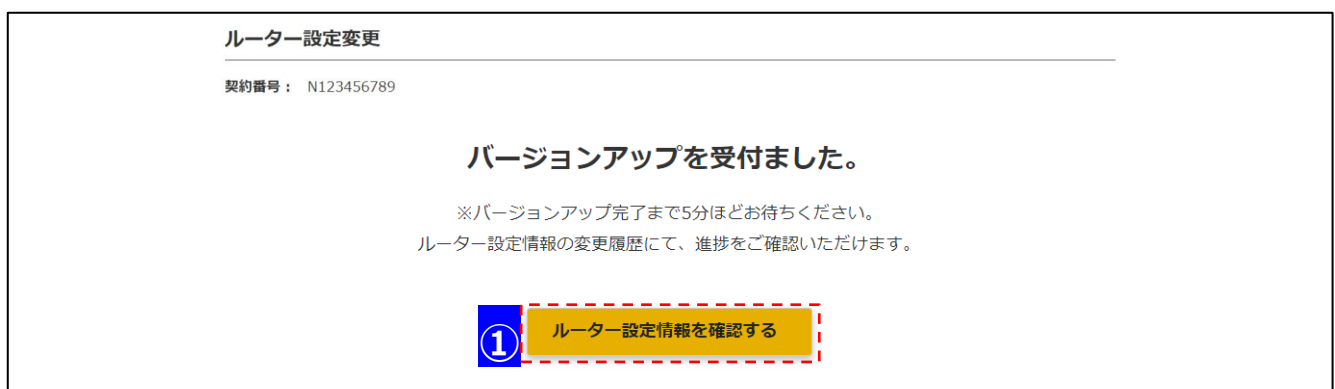 ルーター設定変更
契約番号： N123456789
バージョンアップを受付ました。
※バージョンアップ完了まで5分ほどお待ちください。
ルーター設定情報の変更履歴にて、進捗をご確認いただけます。
① ルーター設定情報を確認する